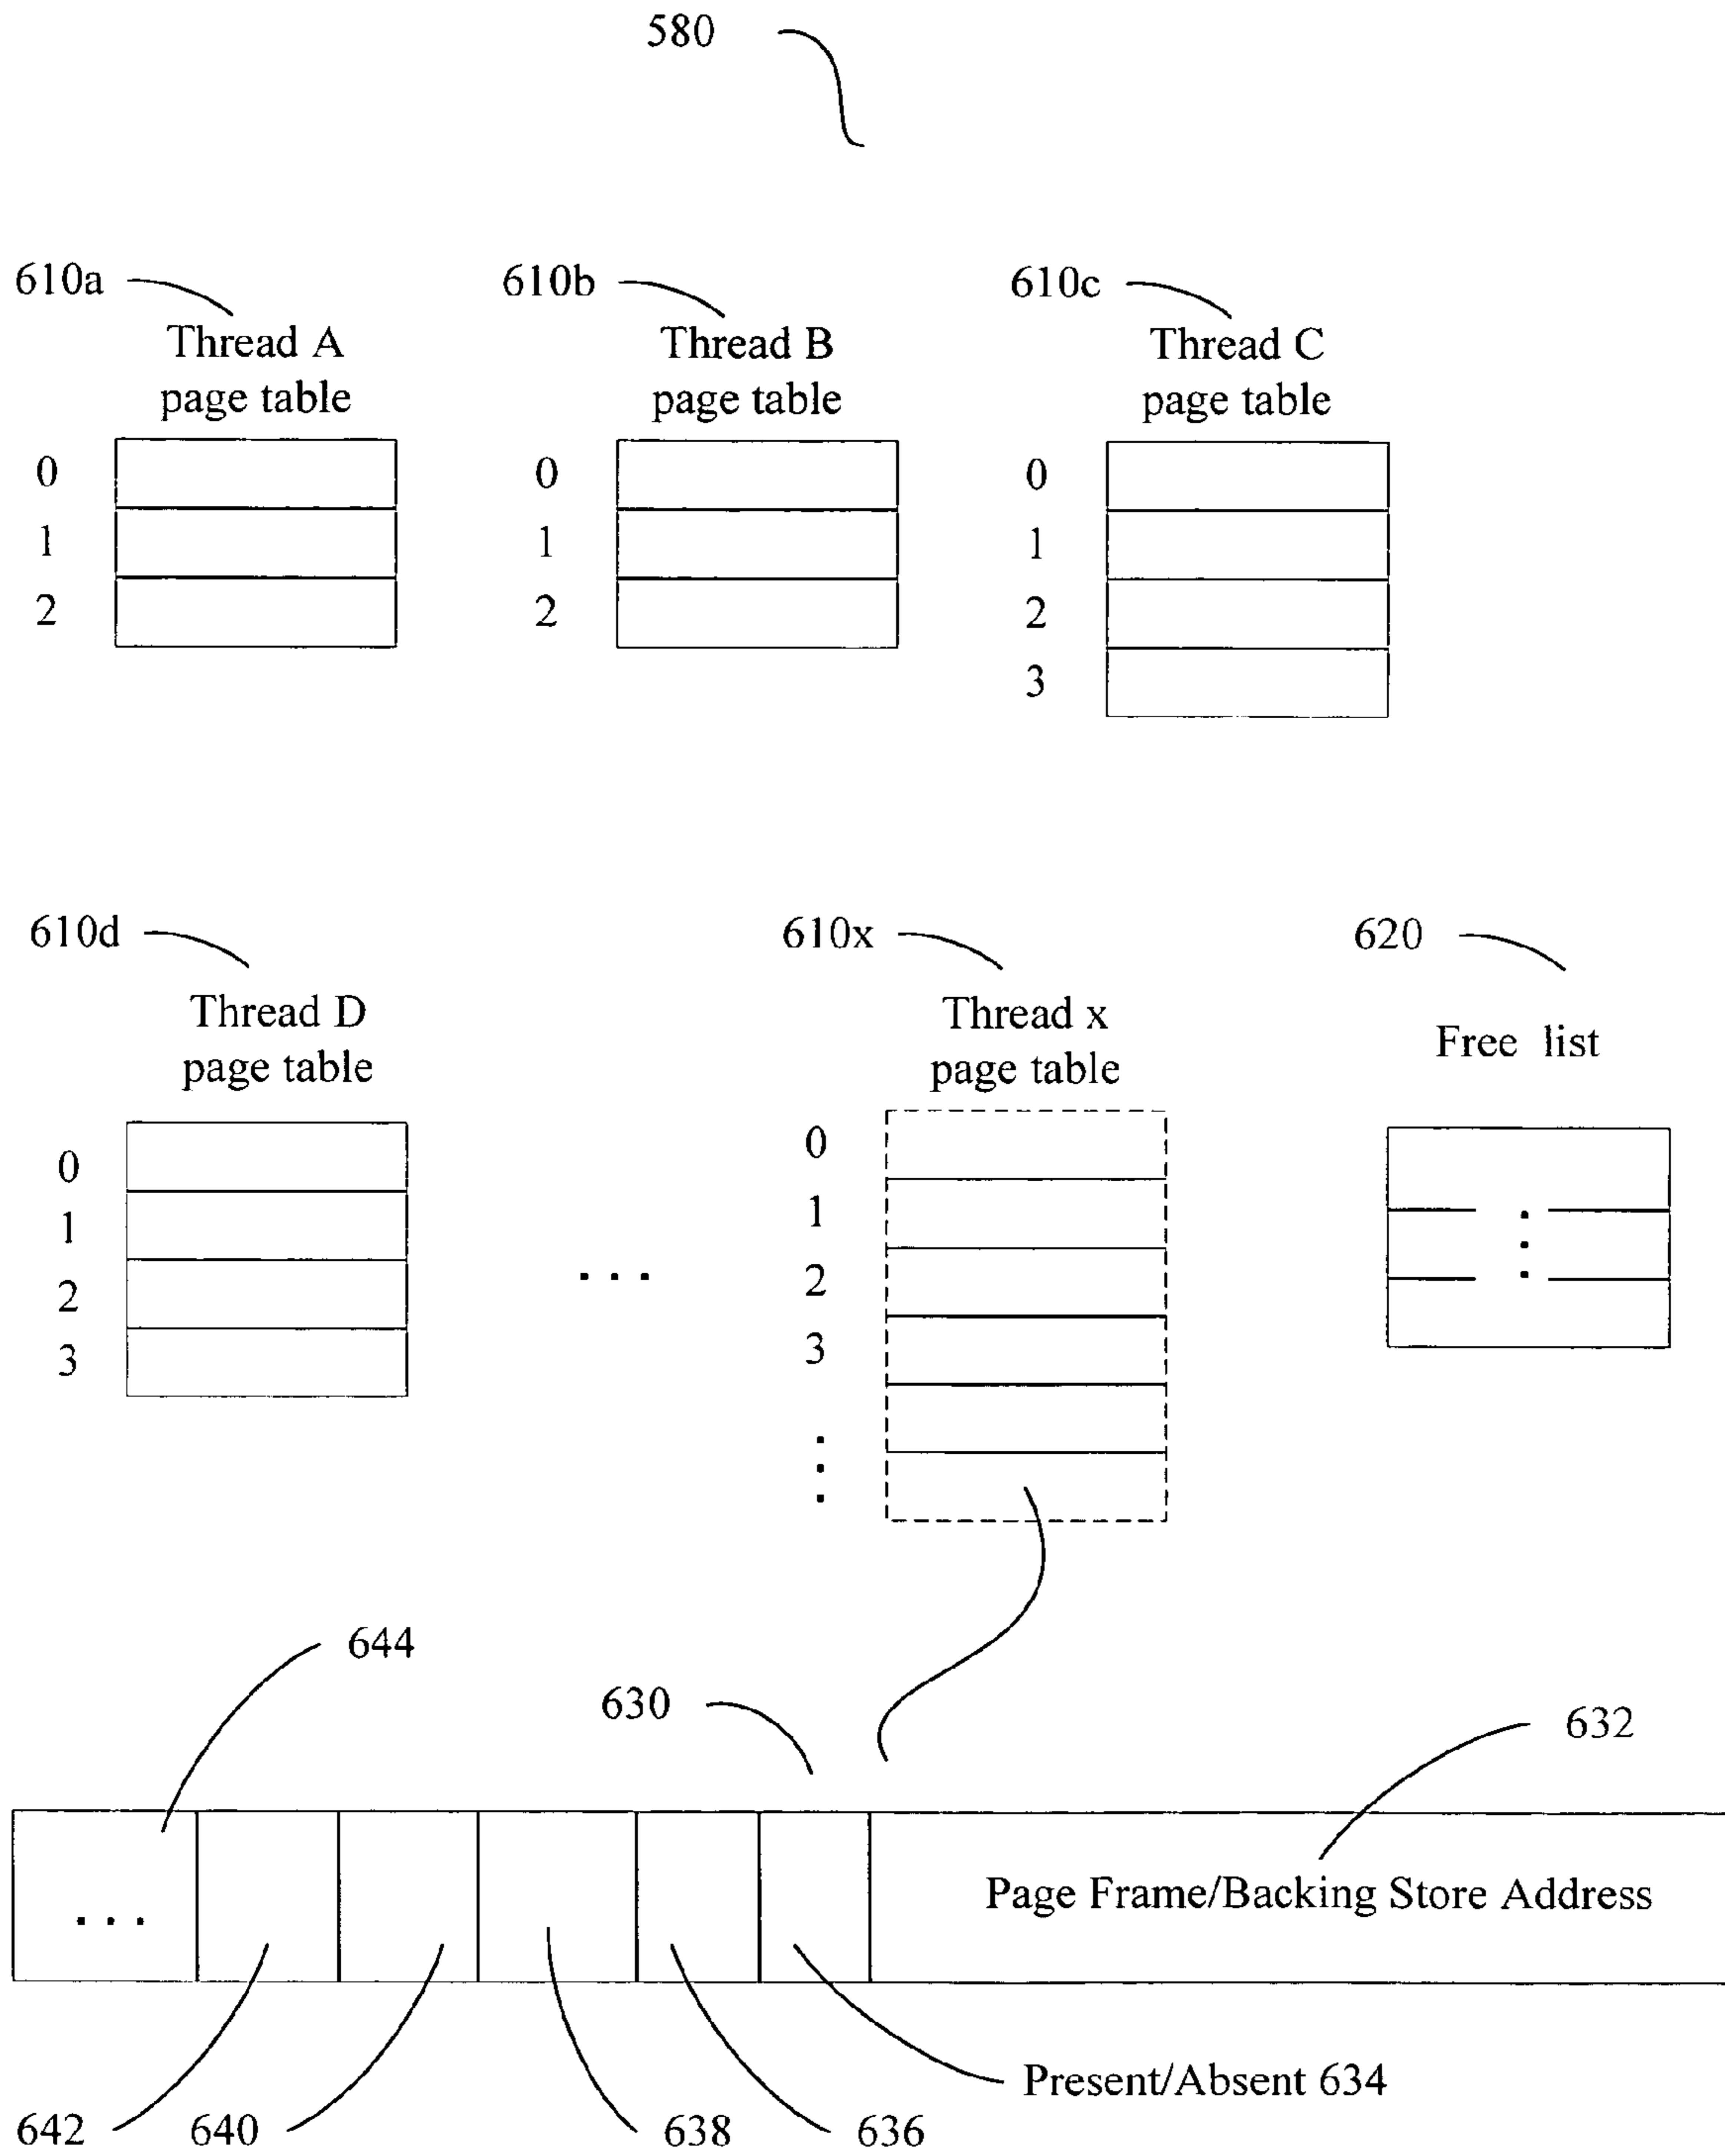 580
610a
610b
610c
Thread A
page table
Thread B
page table
Thread C
page table
0
1
2
0
1
2
0
1
2
3
610d
610x
620
Thread D
page table
Thread x
page table
Free list
0
1
2
3
. . .
0
1
2
3
644
630
632
. . .
Page Frame/Backing Store Address
Present/Absent 634
642
640
638
636